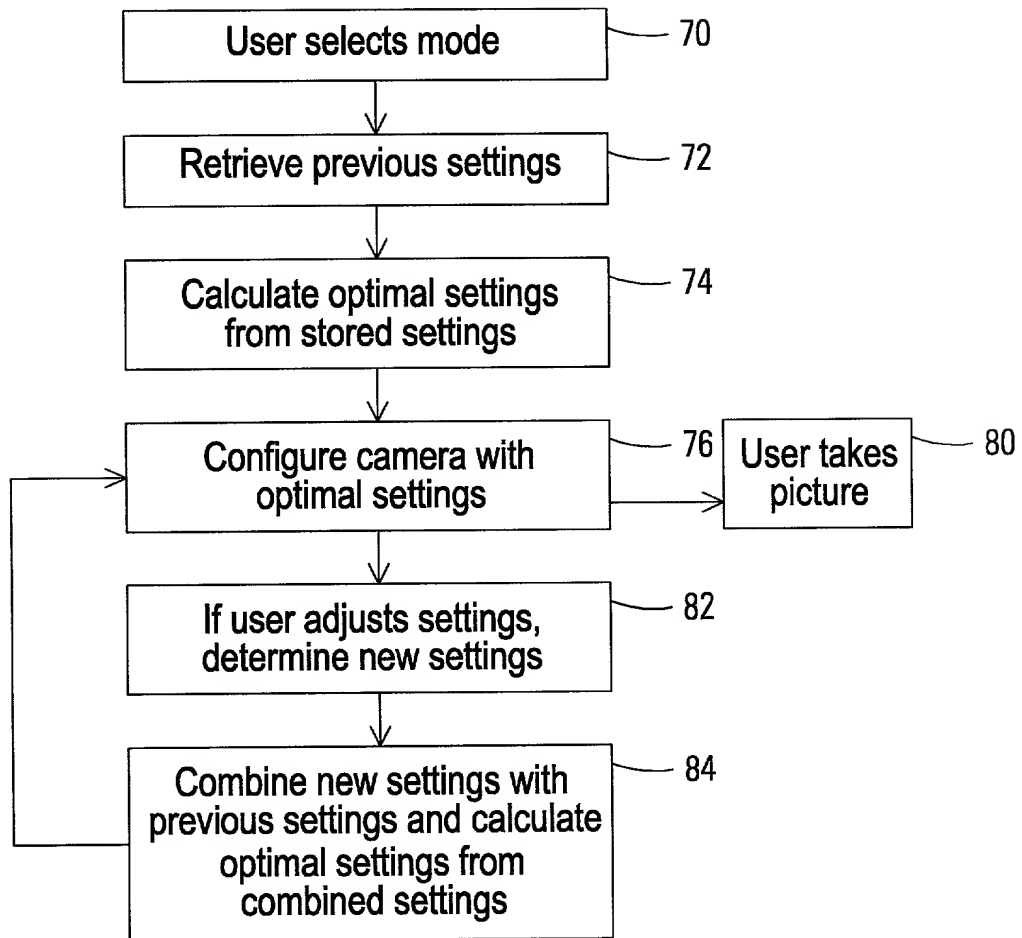 User selects mode
70
Retrieve previous settings
72
Calculate optimal settings
from stored settings
74
Configure camera with
optimal settings
76
User takes
picture
80
If user adjusts settings,
determine new settings
82
Combine new settings with
previous settings and calculate
optimal settings from
combined settings
84